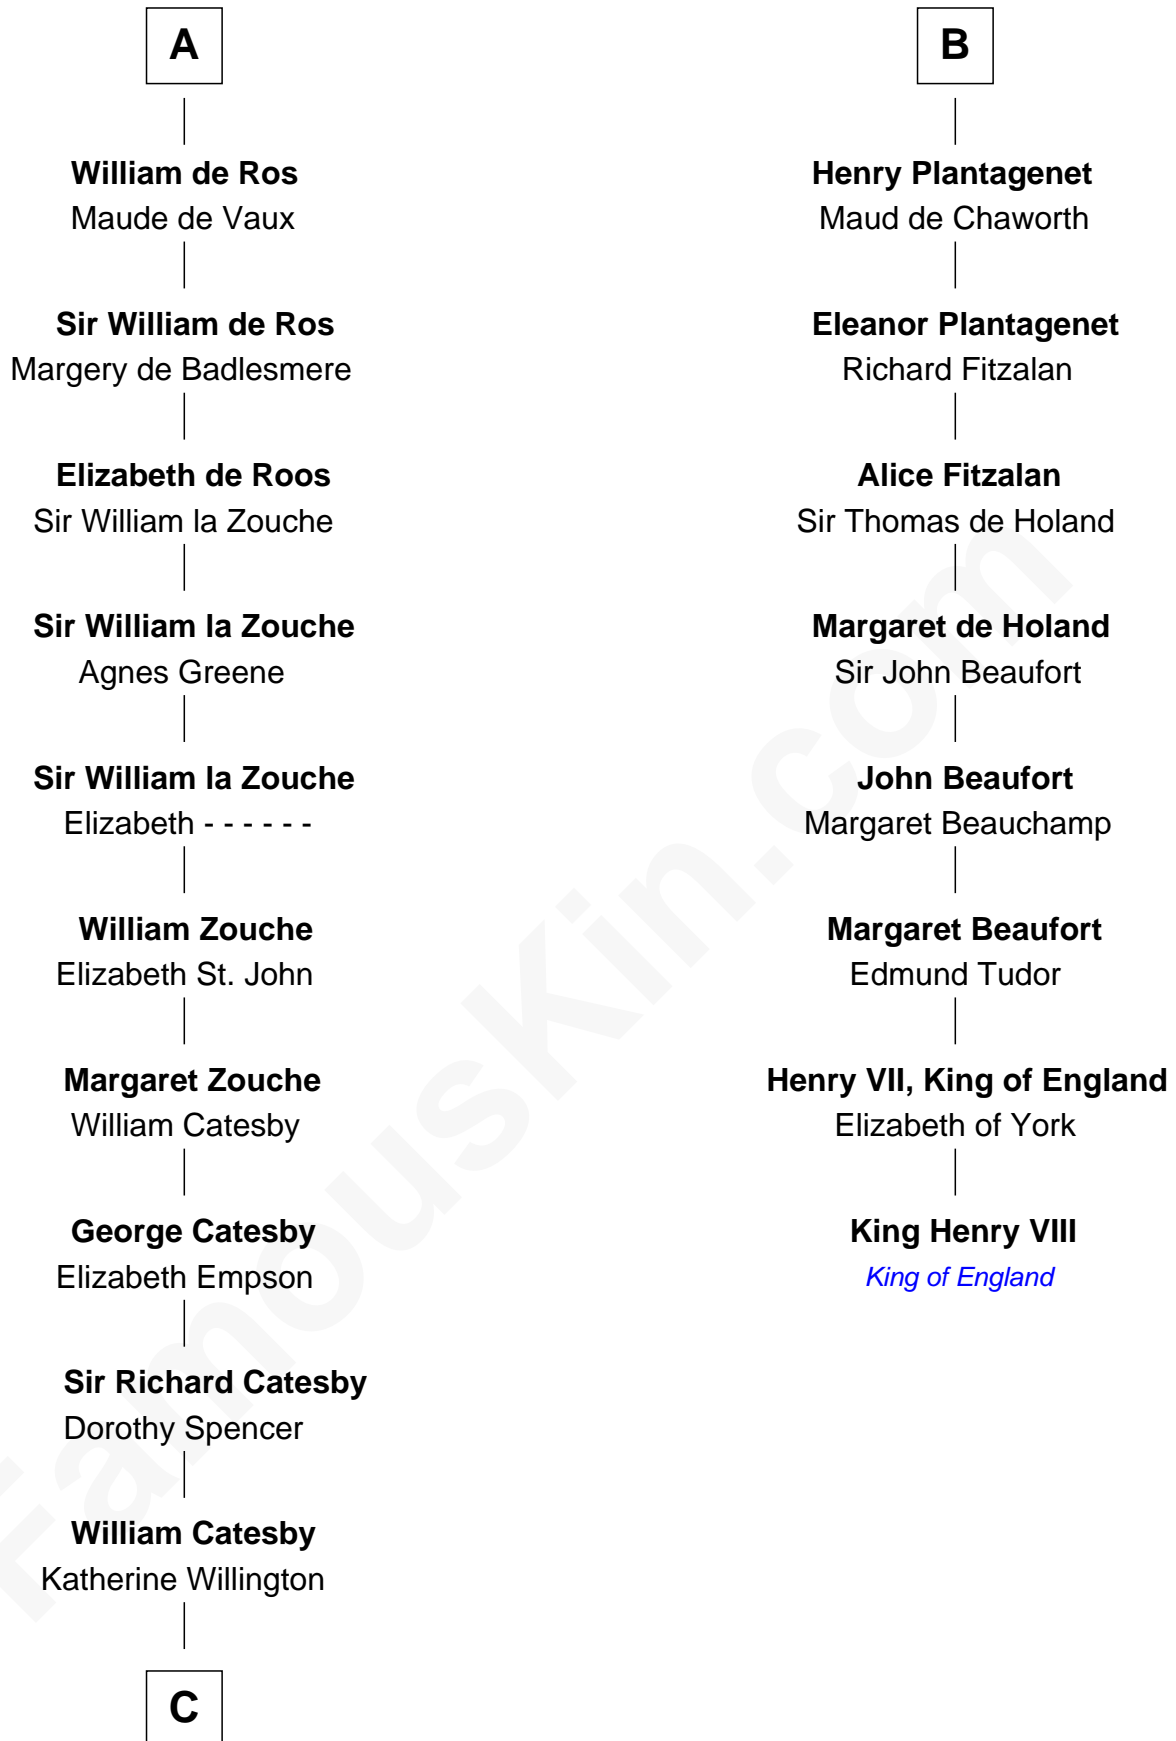 A
William de Ros
Maude de Vaux
Sir William de Ros
Margery de Badlesmere
Elizabeth de Roos
Sir William la Zouche
Sir William la Zouche
Agnes Greene
Sir William la Zouche
Elizabeth - - - - - -
William Zouche
Elizabeth St. John
Margaret Zouche
William Catesby
George Catesby
Elizabeth Empson
Sir Richard Catesby
Dorothy Spencer
William Catesby
Katherine Willington
C
B
Henry Plantagenet
Maud de Chaworth
Eleanor Plantagenet
Richard Fitzalan
Alice Fitzalan
Sir Thomas de Holand
Margaret de Holand
Sir John Beaufort
John Beaufort
Margaret Beauchamp
Margaret Beaufort
Edmund Tudor
Henry VII, King of England
Elizabeth of York
King Henry VIII
King of England
FamousKin.com